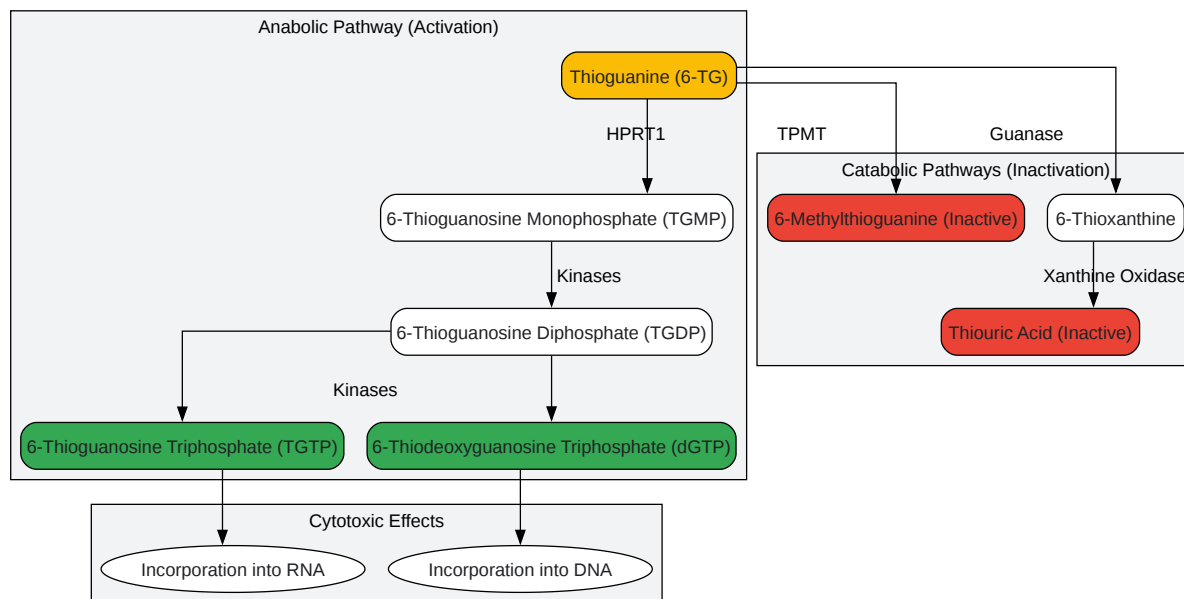 Anabolic Pathway (Activation)
Thioguanine (6-TG)
HPRT1
TPMT
Guanase
Catabolic Pathways (Inactivation)
6-Thioguanosine Monophosphate (TGMP)
6-Methylthioguanine (Inactive)
6-Thioxanthine
Kinases
Xanthine Oxidase
6-Thioguanosine Diphosphate (TGDP)
Thiouric Acid (Inactive)
Kinases
6-Thioguanosine Triphosphate (TGTP)
6-Thiodeoxyguanosine Triphosphate (dGTP)
Cytotoxic Effects
Incorporation into RNA
Incorporation into DNA